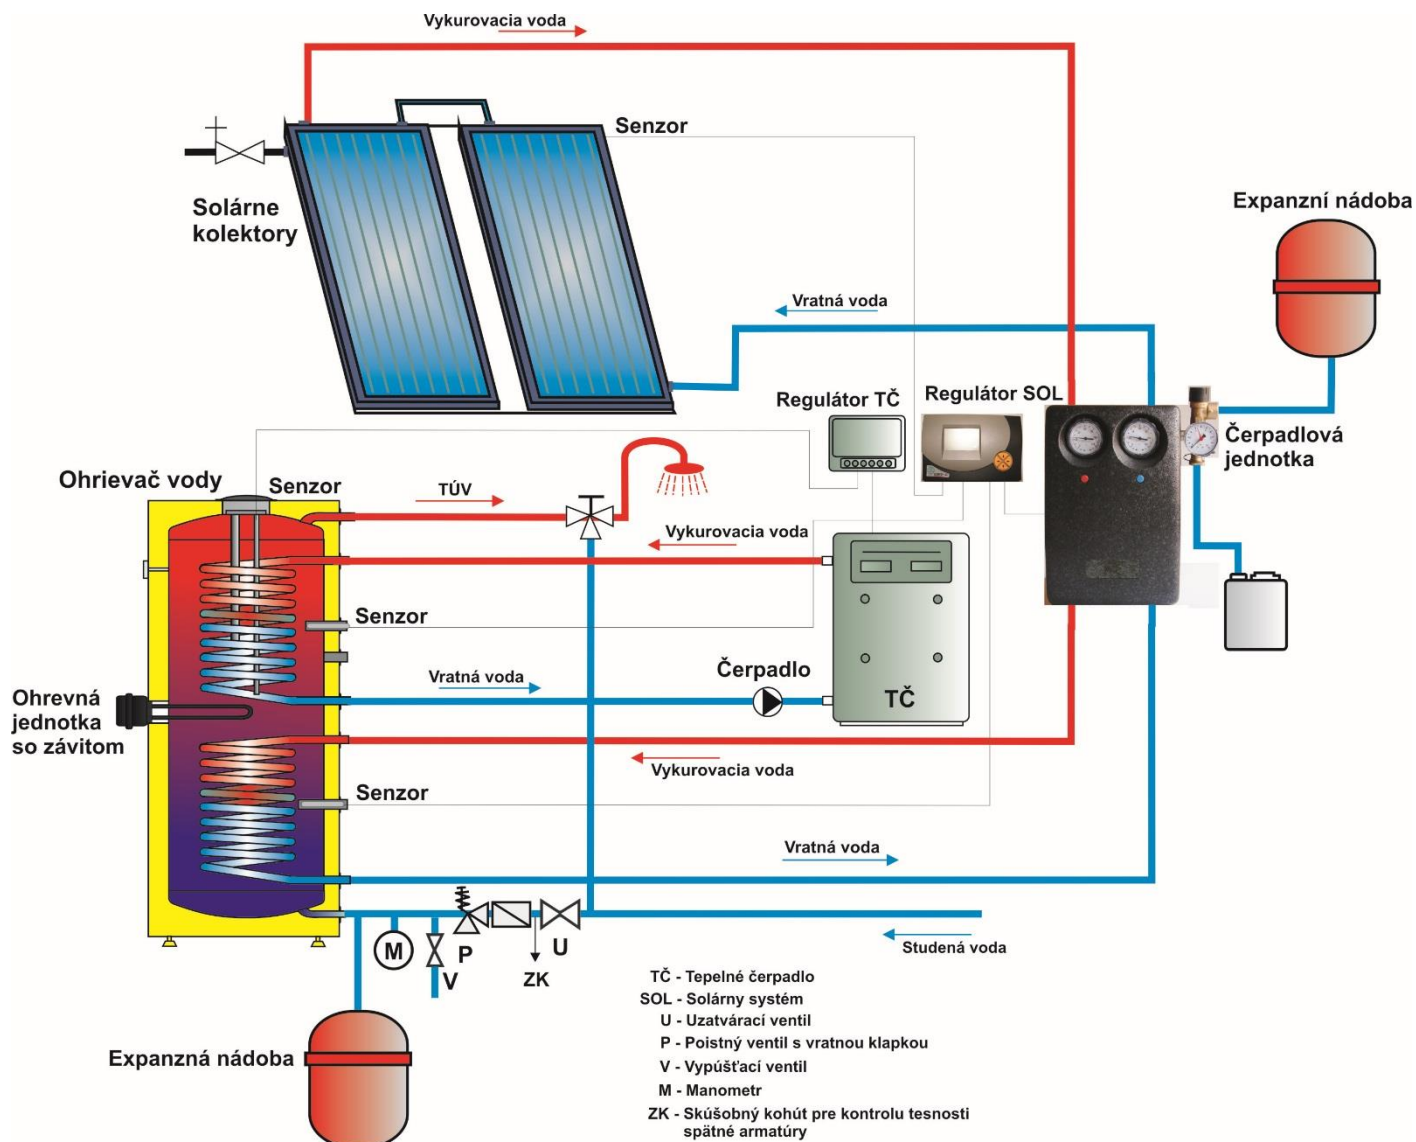 Vykurovacia voda
Senzor
Solárne
kolektory
Expanzní nádoba
Vratná voda
Regulátor TČ
Regulátor SOL
Čerpadlová
jednotka
Ohrievač vody
Senzor
TÚV
Vykurovacia voda
Senzor
Čerpadlo
Vratná voda
TČ
Ohrevná
jednotka
so závitom
Vykurovacia voda
Senzor
Vratná voda
M
V
P
ZK
U
Studená voda
Expanzná nádoba
TČ - Tepelné čerpadlo
SOL - Solárny systém
U - Uzatvárací ventil
P - Poistný ventil s vratnou klapkou
V - Vypúšťací ventil
M - Manometr
ZK - Skúšobný kohút pre kontrolu tesnosti
spätné armatúry